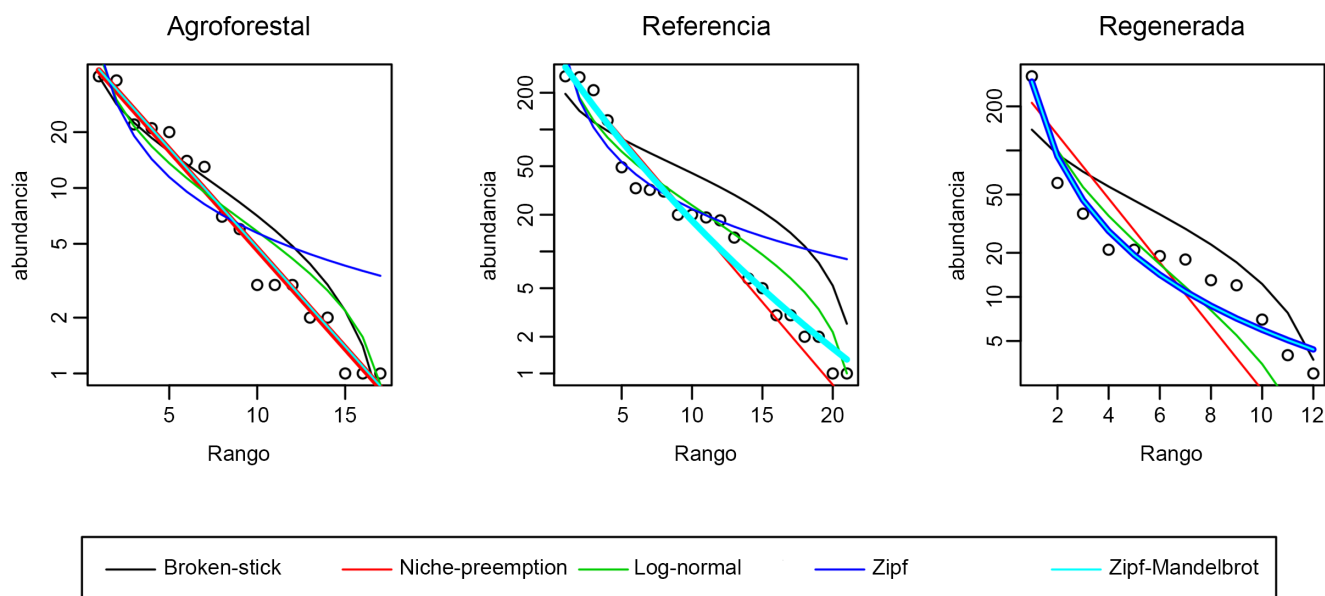 Agroforestal
Referencia
Regenerada
abundancia
20
10
5
2
1
5
10
15
Rango
abundancia
200
50
20
5
2
1
5
10
15
20
Rango
abundancia
200
50
20
10
5
2
4
6
8
10
12
Rango
Broken-stick
Niche-preemption
Log-normal
Zipf
Zipf-Mandelbrot